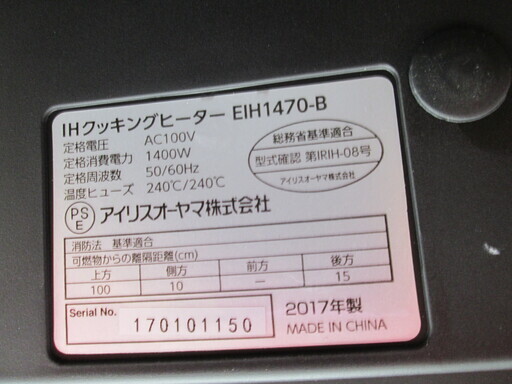 IHクッキングヒーター EIH1470-B
定格電圧 AC100V
定格消費電力 1400W
定格周波数 50/60Hz
温度ヒューズ 240℃/240℃
総務省基準適合
型式確認 第IRIH-08号
アイリスオーヤマ株式会社
PSE アイリスオーヤマ株式会社
消防法 基準適合
可燃物からの離隔距離(cm)
上方 側方 前方 後方
100 10 — 15
Serial No. 170101150
2017年製
MADE IN CHINA